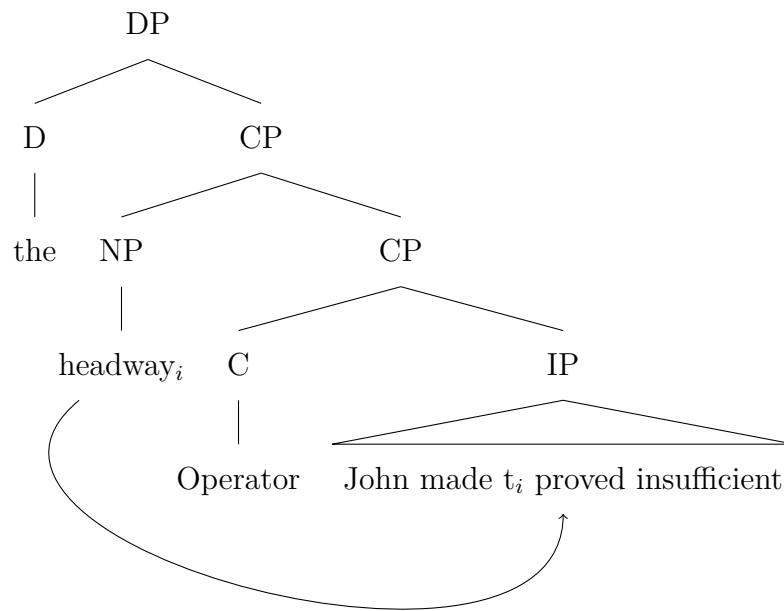 DP
D CP
the NP CP
headwayᵢ C IP
Operator John made tᵢ proved insufficient